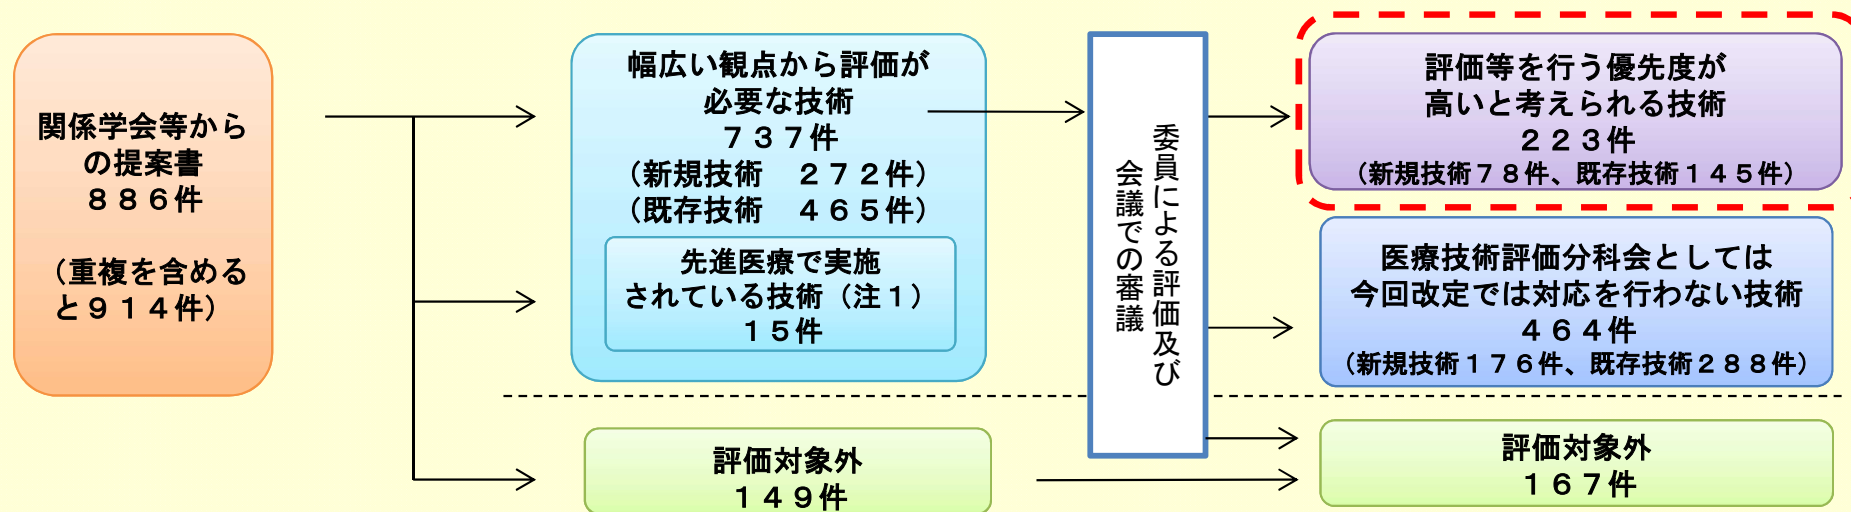 関係学会等から
の提案書
８８６件
（重複を含める
と９１４件）
幅広い観点から評価が
必要な技術
７３７件
（新規技術　２７２件）
（既存技術　４６５件）
先進医療で実施
されている技術（注１）
１５件
評価対象外
１４９件
委員による評価及び
会議での審議
評価等を行う優先度が
高いと考えられる技術
２２３件
（新規技術７８件、既存技術１４５件）
医療技術評価分科会としては
今回改定では対応を行わない技術
４６４件
（新規技術１７６件、既存技術２８８件）
評価対象外
１６７件